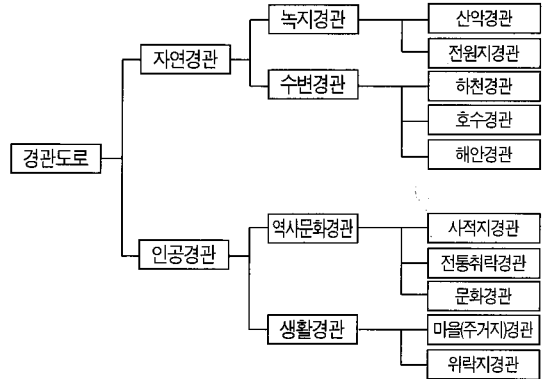 녹지경관
산악경관
자연경관
전원지경관
수변경관
하천경관
호수경관
경관도로
해안경관
역사문화경관
사적지경관
인공경관
전통취락경관
문화경관
생활경관
마을(주거지)경관
위락지경관